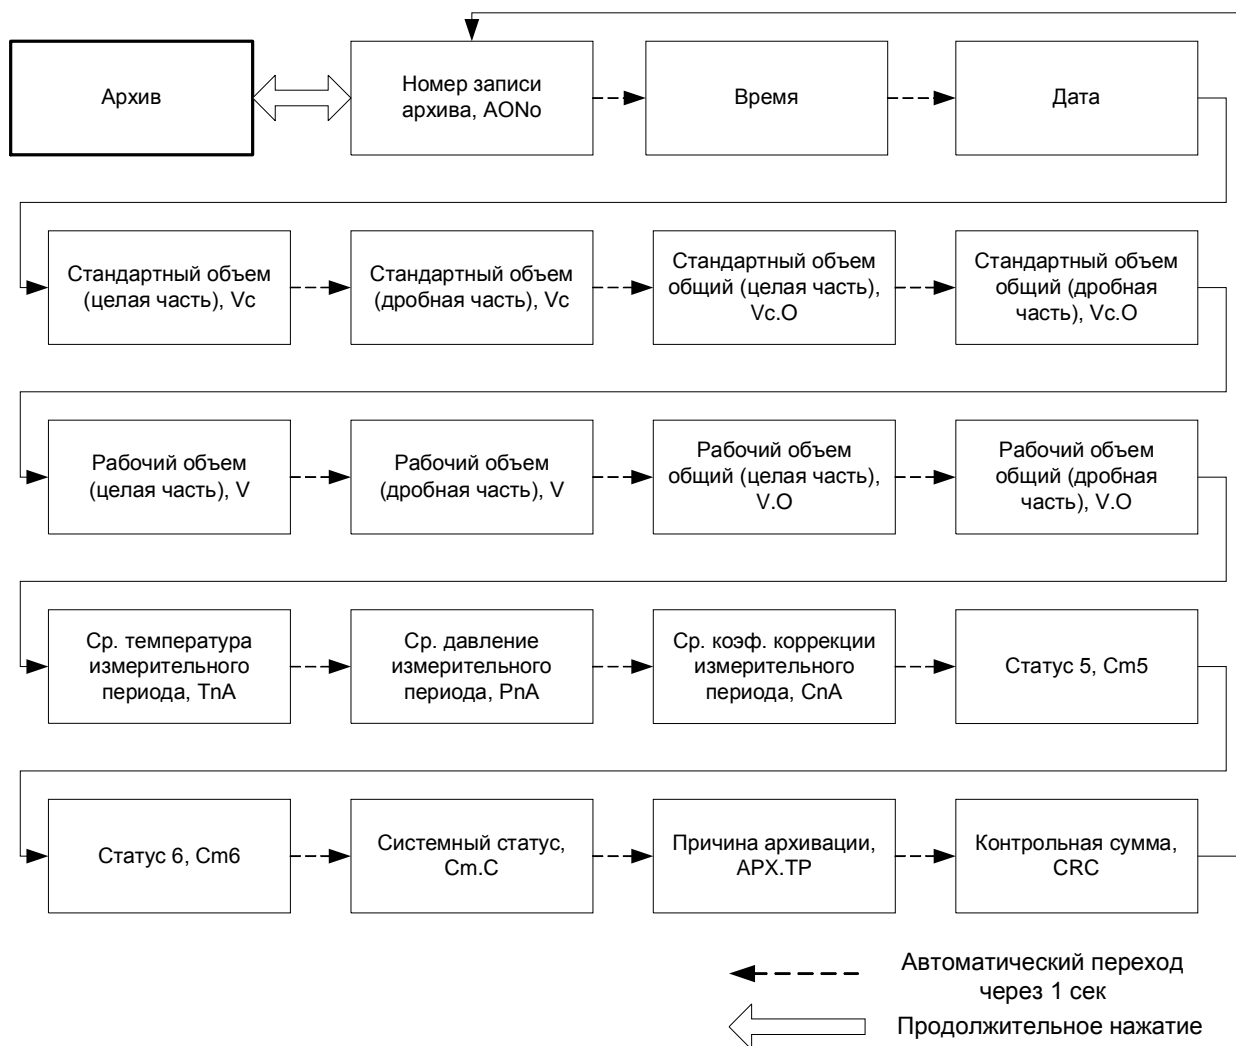 Архив
Номер записи
архива, AONo
Время
Дата
Стандартный объем
(целая часть), Vc
Стандартный объем
(дробная часть), Vc
Стандартный объем
общий (целая часть),
Vc.O
Стандартный объем
общий (дробная
часть), Vc.O
Рабочий объем
(целая часть), V
Рабочий объем
(дробная часть), V
Рабочий объем
общий (целая часть),
V.O
Рабочий объем
общий (дробная
часть), V.O
Ср. температура
измерительного
периода, TnA
Ср. давление
измерительного
периода, PnA
Ср. коэф. коррекции
измерительного
периода, CnA
Статус 5, Cm5
Статус 6, Cm6
Системный статус,
Cm.C
Причина архивации,
APX.TP
Контрольная сумма,
CRC
Автоматический переход
через 1 сек
Продолжительное нажатие